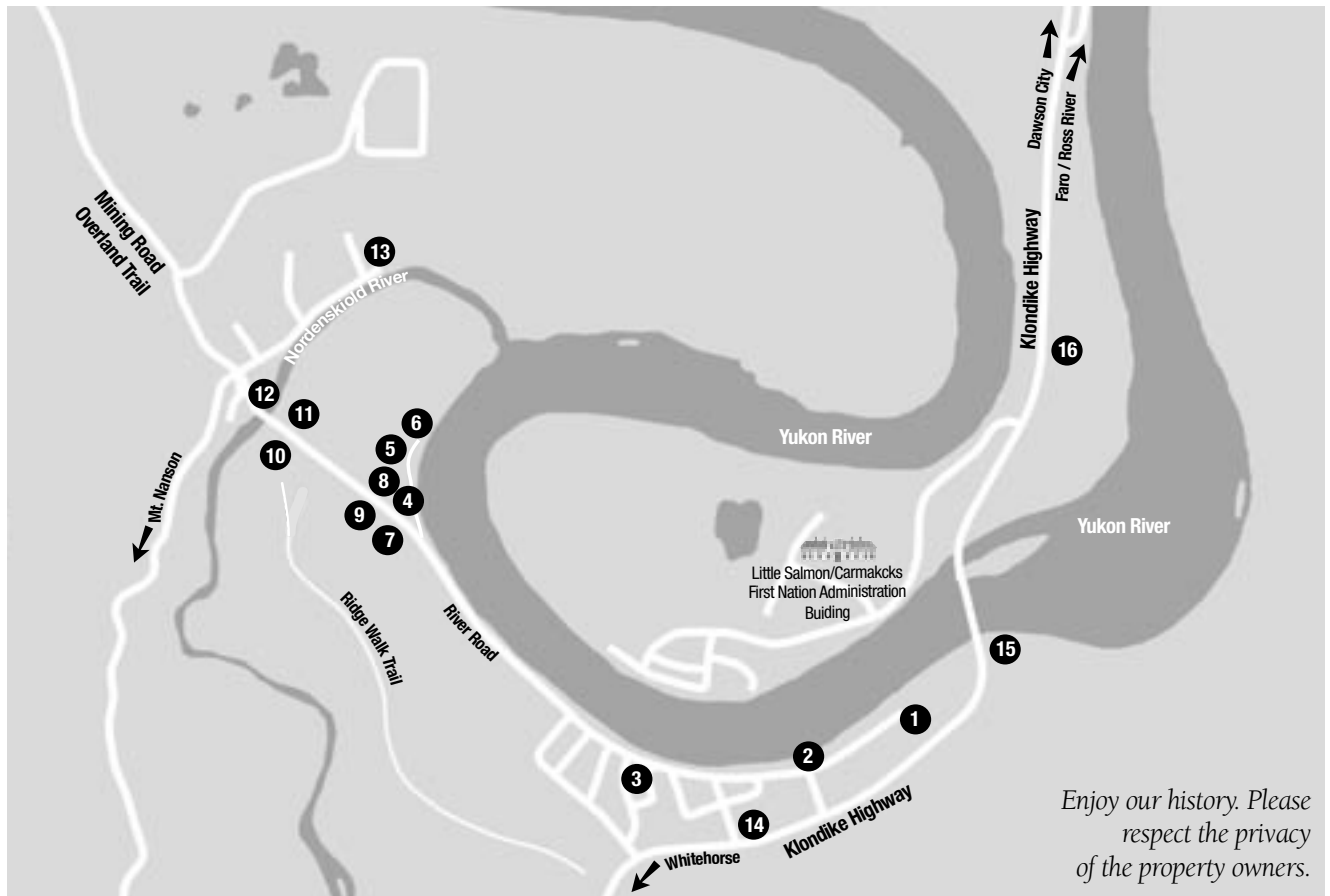 Dawson City
Faro / Ross River
Klondike Highway
Mining Road
Overland Trail
13
Nordenskiold River
16
12
11
6
5
10
8
4
9
7
Yukon River
Yukon River
Mt. Nanson
Little Salmon/Carmakcks
First Nation Administration
Buiding
Ridge Walk Trail
River Road
15
1
2
3
14
Klondike Highway
Whitehorse
Enjoy our history. Please
respect the privacy
of the property owners.